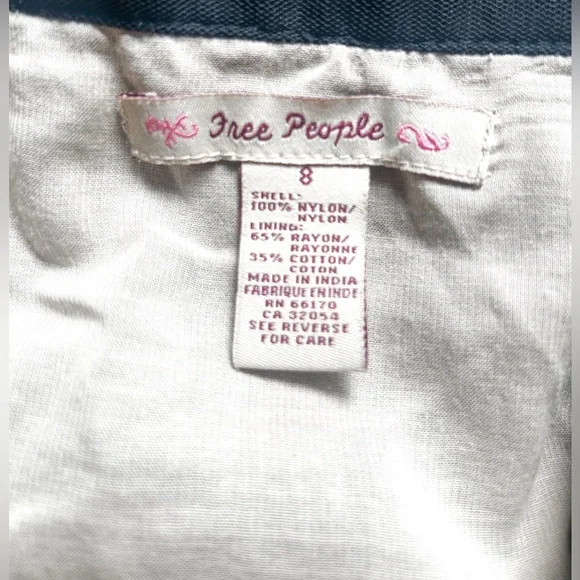 Free People
8
SHELL:
100% NYLON/
NYLON
LINING:
65% RAYON/
RAYONNE
35% COTTON/
COTON
MADE IN INDIA
FABRIQUE EN INDE
RN 66170
CA 32054
SEE REVERSE
FOR CARE